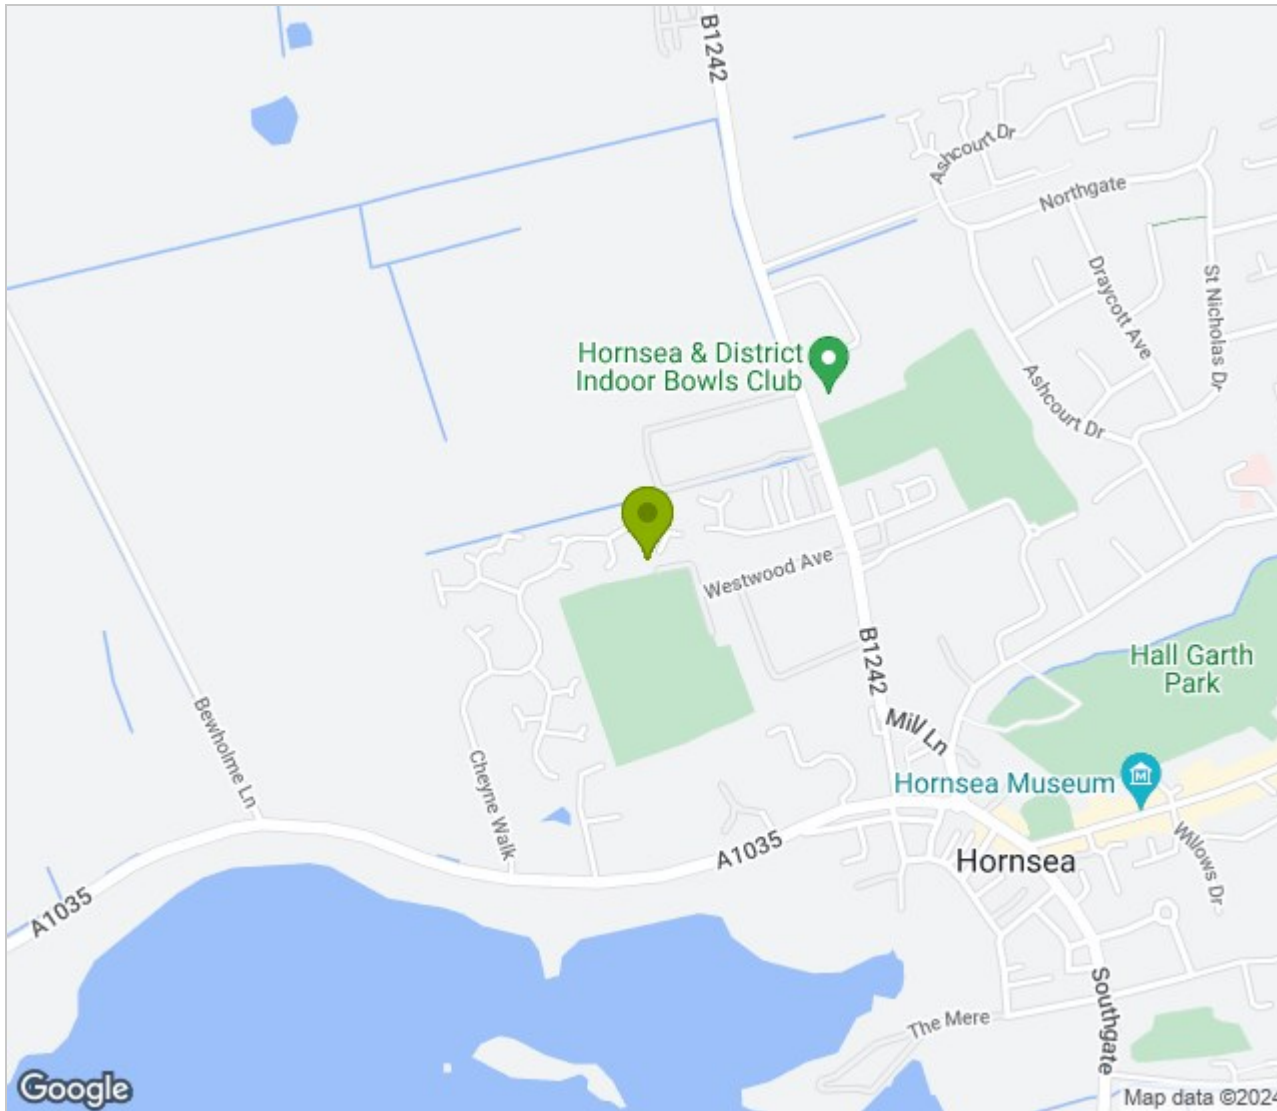 B1242
Ashcourt Dr
Northgate
Draycott Ave
St Nicholas Dr
Hornsea & District
Indoor Bowls Club
Ashcourt Dr
Westwood Ave
B1242
Hall Garth
Park
Bewholme Ln
Mill Ln
Cheyne Walk
Hornsea Museum
M
A1035
Willows Dr
Hornsea
A1035
Southgate
The Mere
Google
Map data ©2024